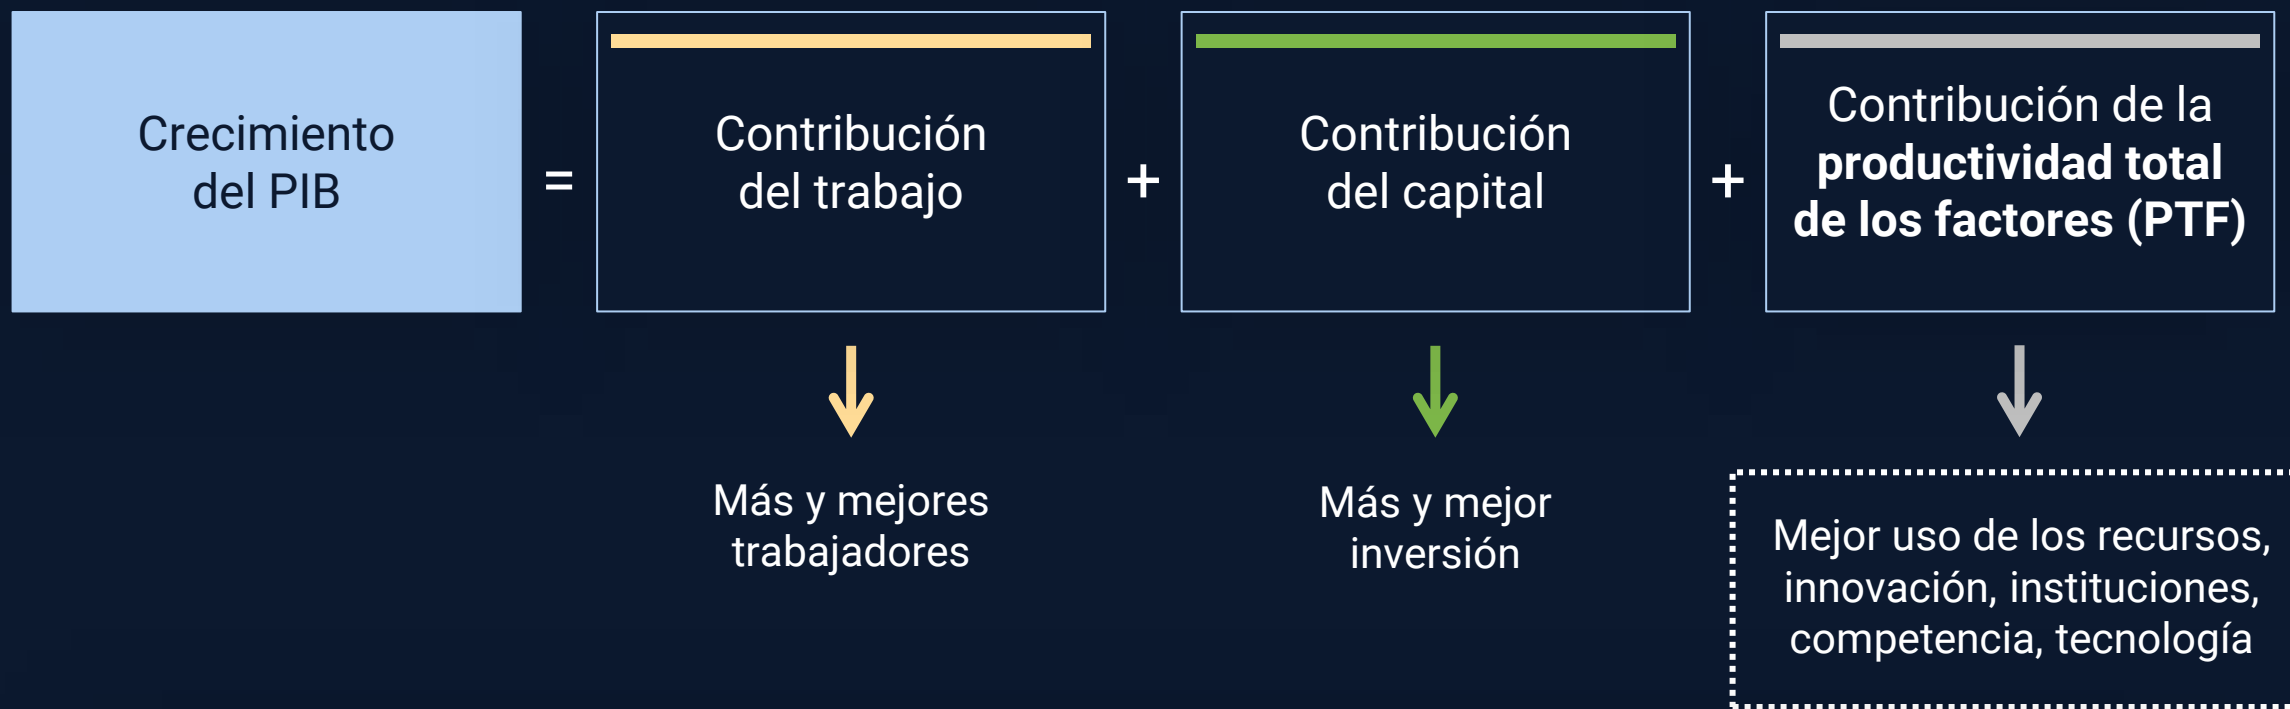 Crecimiento
del PIB
=
Contribución
del trabajo
+
Contribución
del capital
+
Contribución de la
productividad total
de los factores (PTF)
Más y mejores
trabajadores
Más y mejor
inversión
Mejor uso de los recursos,
innovación, instituciones,
competencia, tecnología